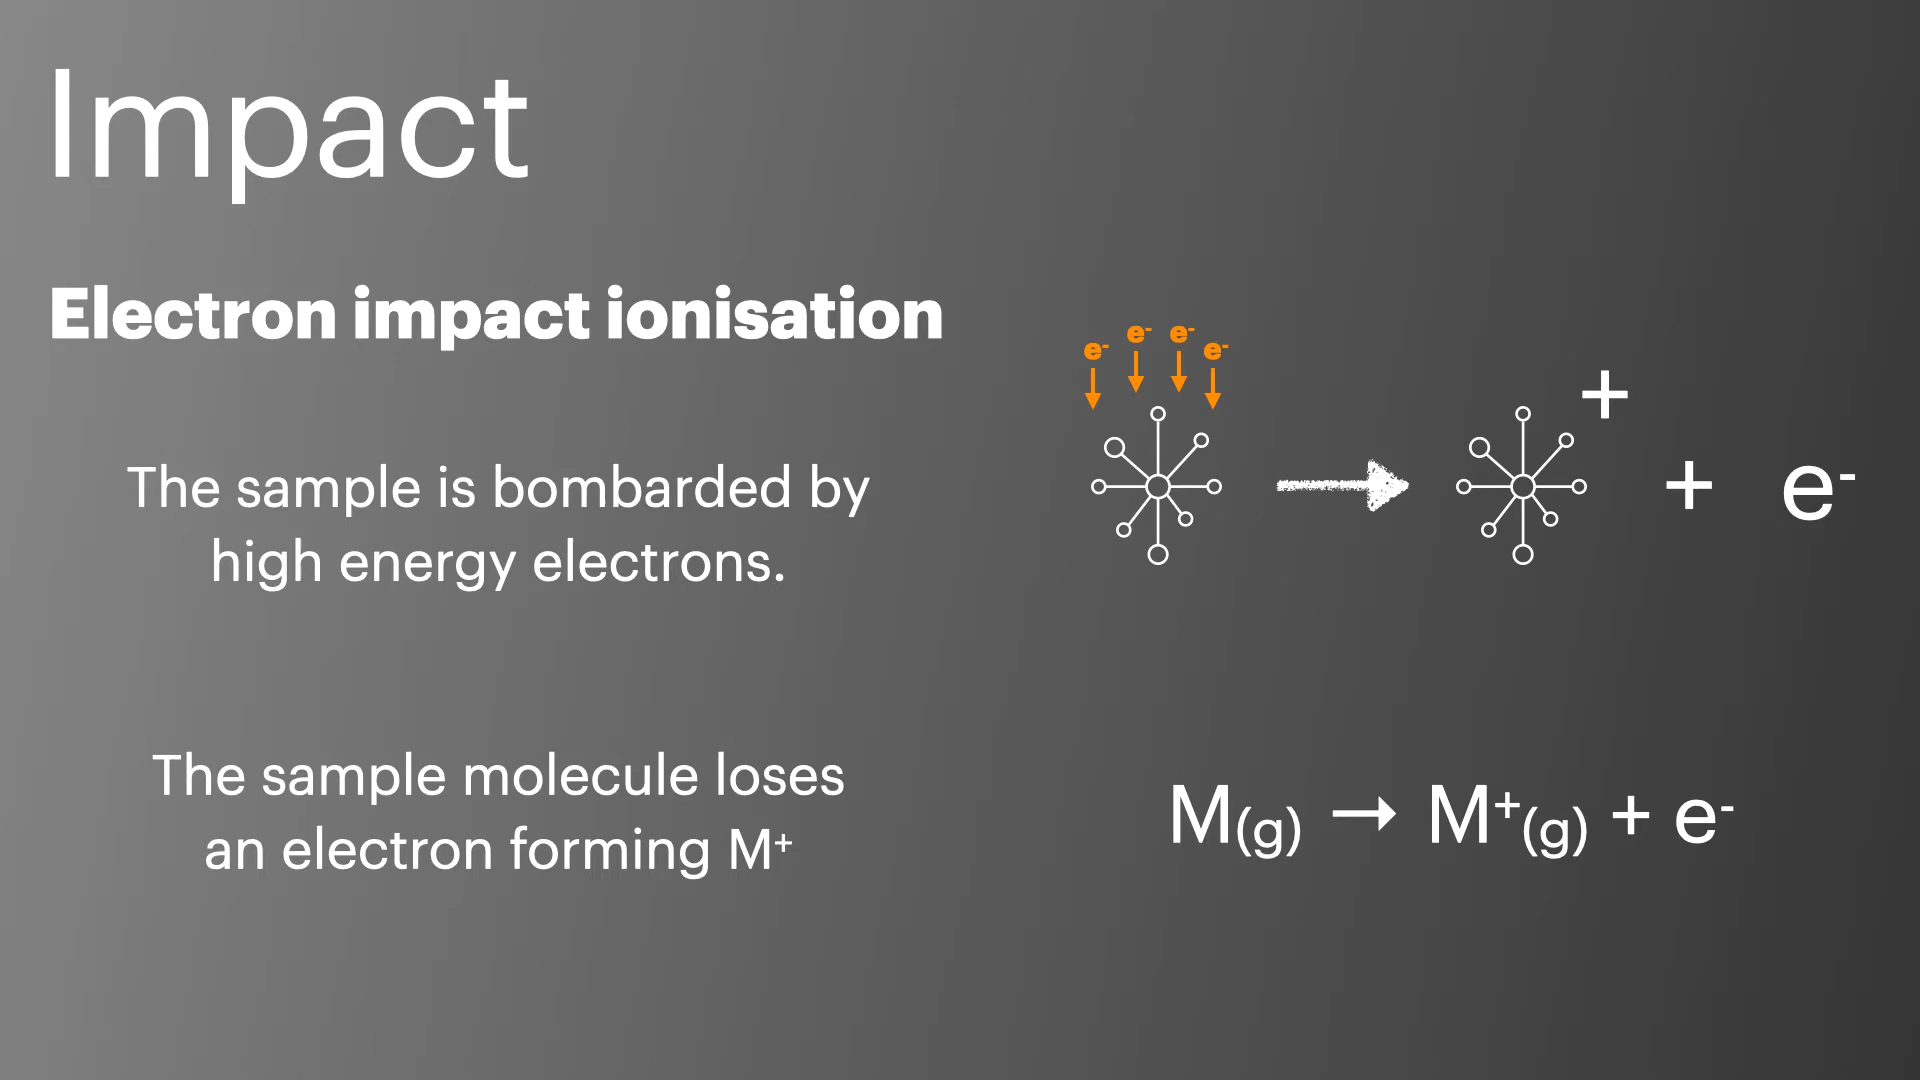 Impact
Electron impact ionisation
e⁻ e⁻ e⁻ e⁻
The sample is bombarded by
high energy electrons.
+
+ e⁻
The sample molecule loses
an electron forming M⁺
M₍g₎ → M⁺₍g₎ + e⁻